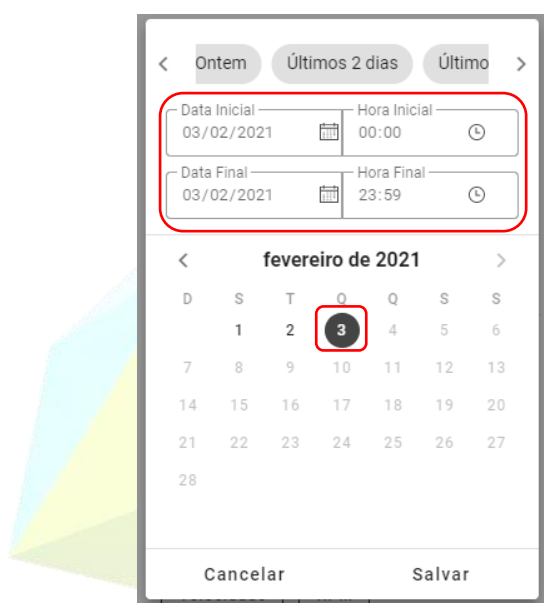 Ontem Últimos 2 dias Último
Data Inicial Hora Inicial
03/02/2021 00:00
Data Final Hora Final
03/02/2021 23:59
fevereiro de 2021
D S T Q Q S S
1 2 3 4 5 6
7 8 9 10 11 12 13
14 15 16 17 18 19 20
21 22 23 24 25 26 27
28
Cancelar Salvar